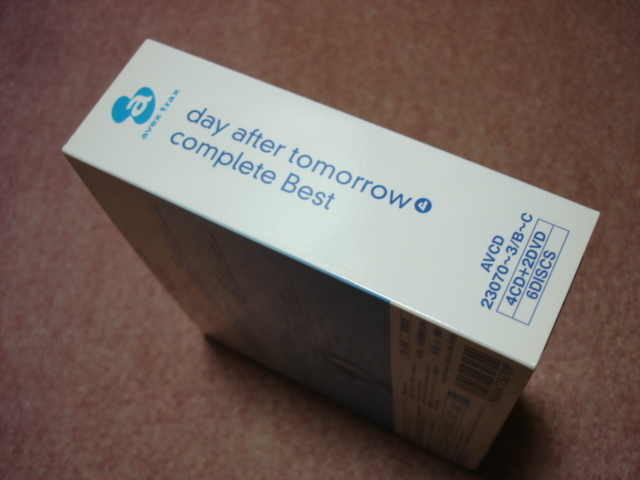 a
avex trax
day after tomorrow
complete Best
AVCD
23070~3/B~C
4CD+2DVD
6DISCS